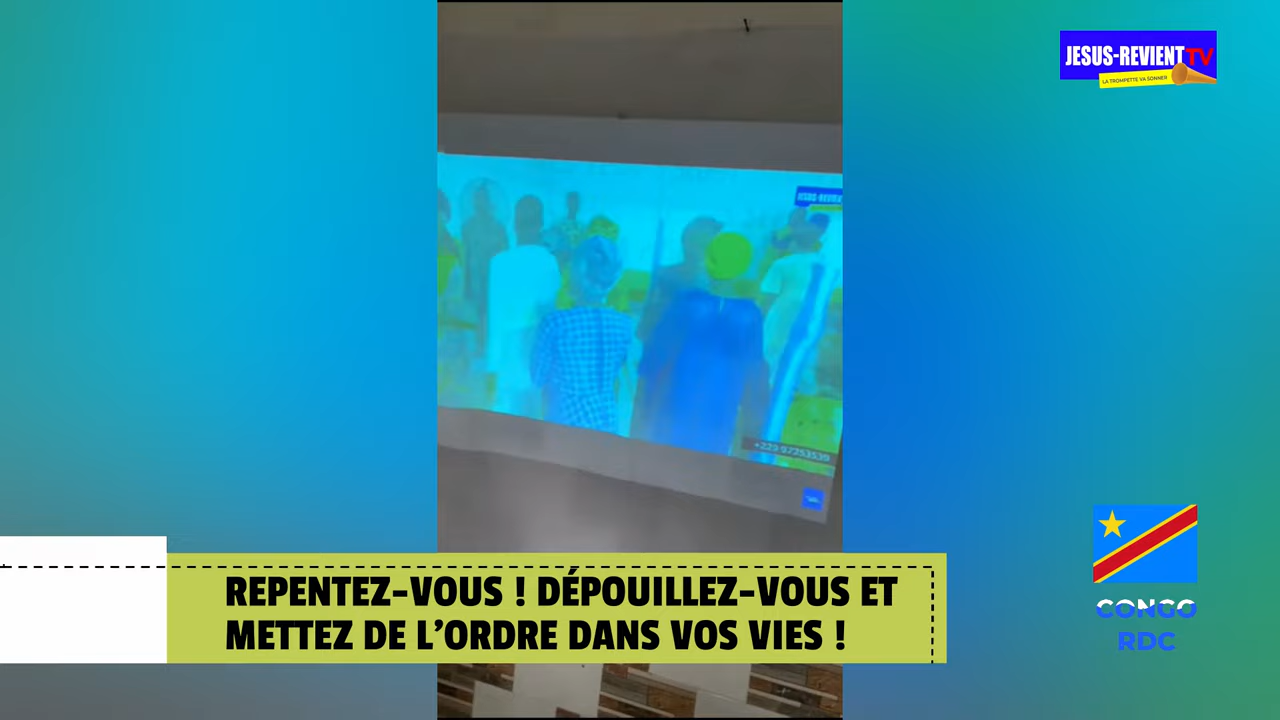 JESUS-REVIENT TV
LA TROMPETTE VA SONNER
REPENTEZ-VOUS ! DÉPOUILLEZ-VOUS ET
METTEZ DE L'ORDRE DANS VOS VIES !
CONGO
RDC